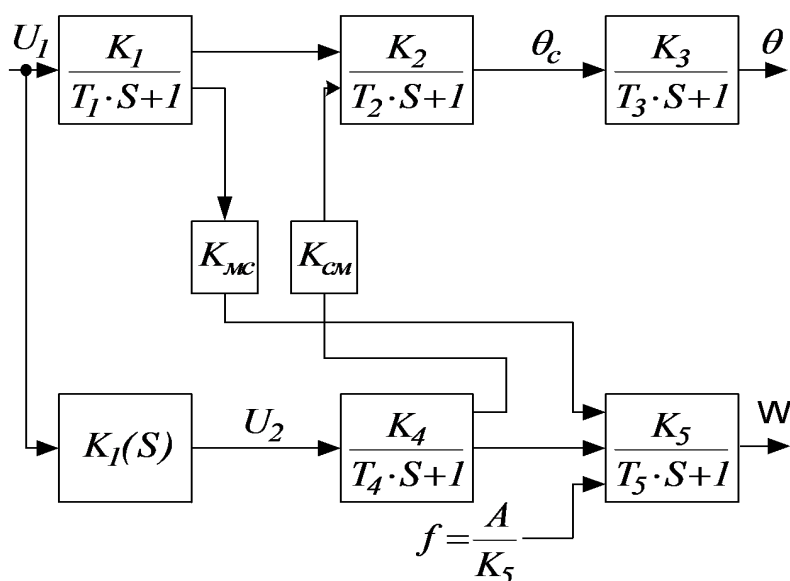 U₁
K₁
T₁·S+1
K₂
T₂·S+1
θc
K₃
T₃·S+1
θ
Kмс
Kсм
K₁(S)
U₂
K₄
T₄·S+1
K₅
T₅·S+1
W
f=A
K₅